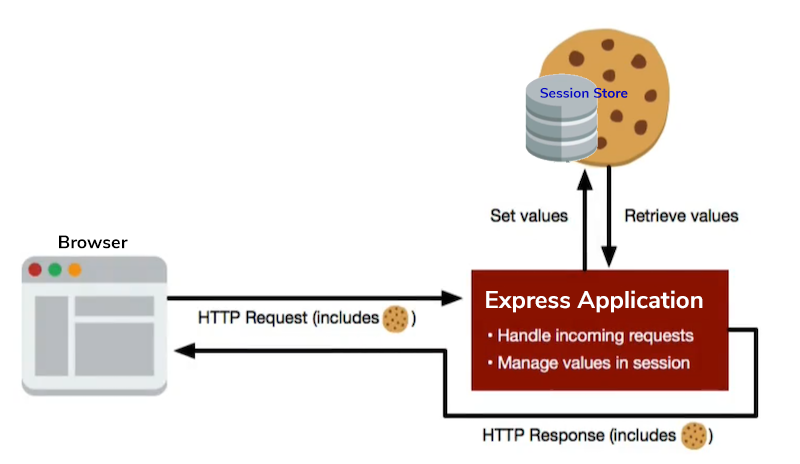 Session Store
Set values
Retrieve values
Browser
HTTP Request (includes )
Express Application
• Handle incoming requests
• Manage values in session
HTTP Response (includes )